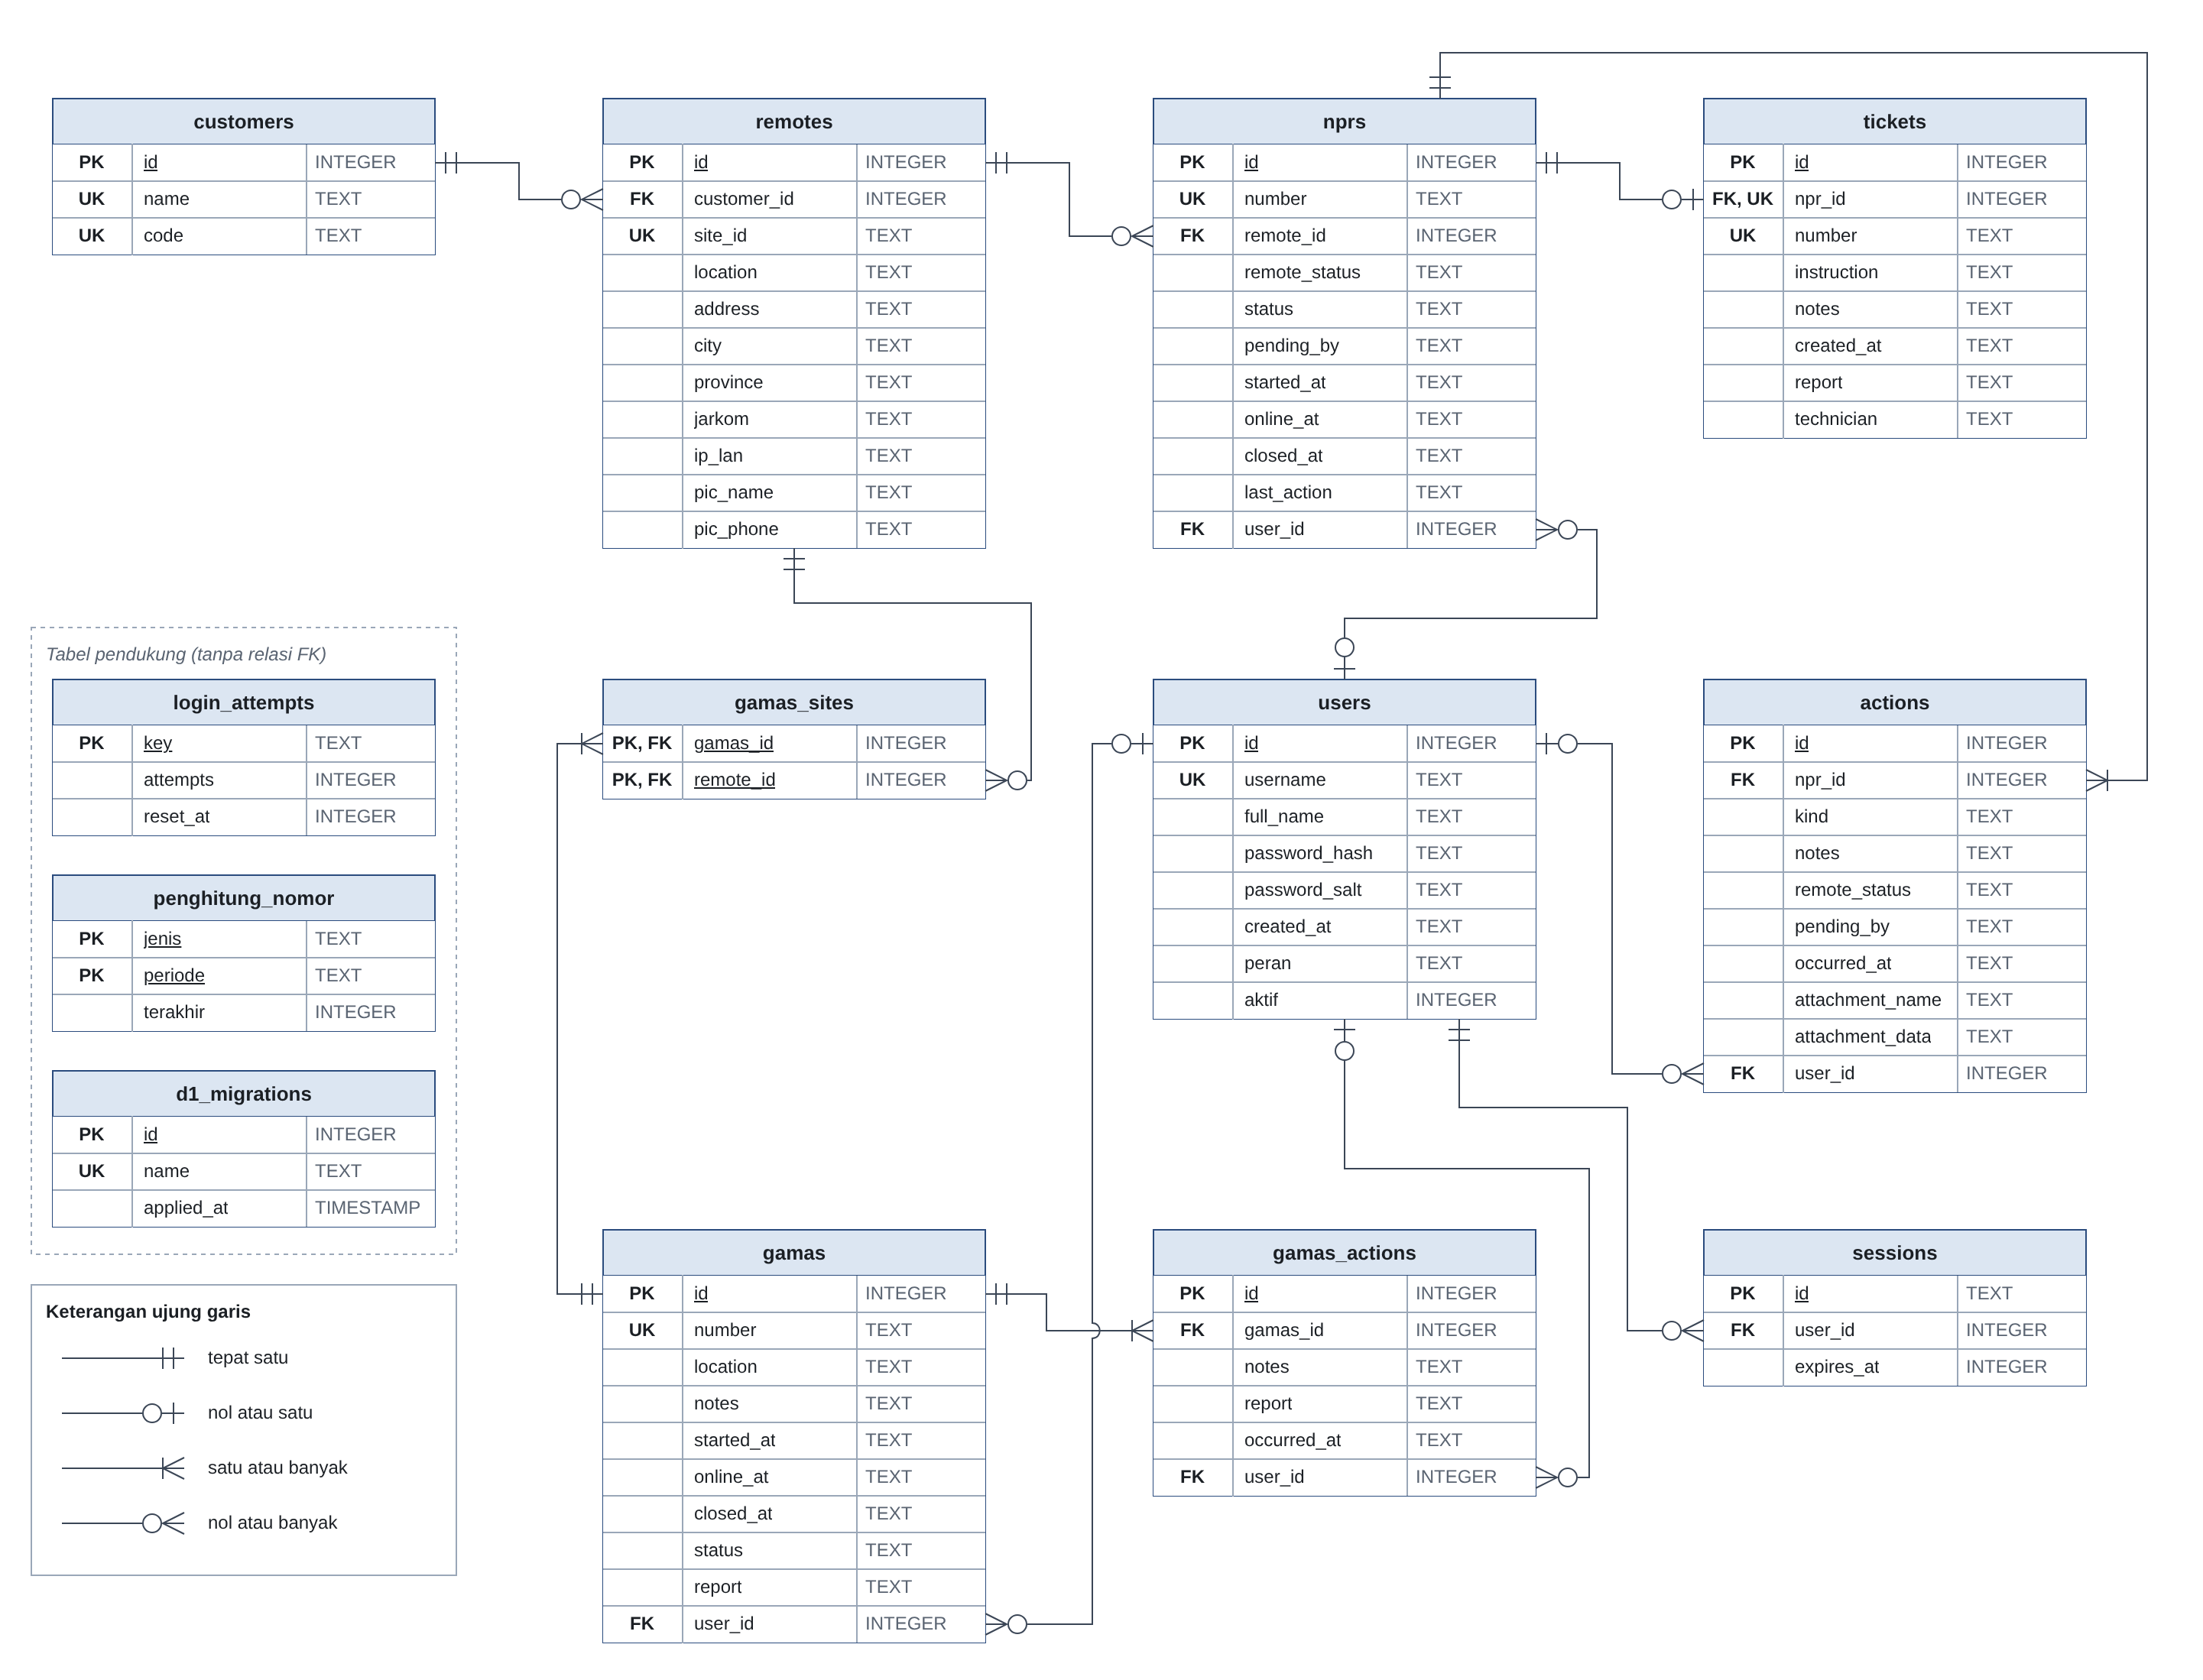 customers
PK id INTEGER
UK name TEXT
UK code TEXT
remotes
PK id INTEGER
FK customer_id INTEGER
UK site_id TEXT
location TEXT
address TEXT
city TEXT
province TEXT
jarkom TEXT
ip_lan TEXT
pic_name TEXT
pic_phone TEXT
nprs
PK id INTEGER
UK number TEXT
FK remote_id INTEGER
remote_status TEXT
status TEXT
pending_by TEXT
started_at TEXT
online_at TEXT
closed_at TEXT
last_action TEXT
FK user_id INTEGER
tickets
PK id INTEGER
FK, UK npr_id INTEGER
UK number TEXT
instruction TEXT
notes TEXT
created_at TEXT
report TEXT
technician TEXT
Tabel pendukung (tanpa relasi FK)
login_attempts
PK key TEXT
attempts INTEGER
reset_at INTEGER
penghitung_nomor
PK jenis TEXT
PK periode TEXT
terakhir INTEGER
d1_migrations
PK id INTEGER
UK name TEXT
applied_at TIMESTAMP
gamas_sites
PK, FK gamas_id INTEGER
PK, FK remote_id INTEGER
users
PK id INTEGER
UK username TEXT
full_name TEXT
password_hash TEXT
password_salt TEXT
created_at TEXT
peran TEXT
aktif INTEGER
actions
PK id INTEGER
FK npr_id INTEGER
kind TEXT
notes TEXT
remote_status TEXT
pending_by TEXT
occurred_at TEXT
attachment_name TEXT
attachment_data TEXT
FK user_id INTEGER
Keterangan ujung garis
tepat satu
nol atau satu
satu atau banyak
nol atau banyak
gamas
PK id INTEGER
UK number TEXT
location TEXT
notes TEXT
started_at TEXT
online_at TEXT
closed_at TEXT
status TEXT
report TEXT
FK user_id INTEGER
gamas_actions
PK id INTEGER
FK gamas_id INTEGER
notes TEXT
report TEXT
occurred_at TEXT
FK user_id INTEGER
sessions
PK id TEXT
FK user_id INTEGER
expires_at INTEGER